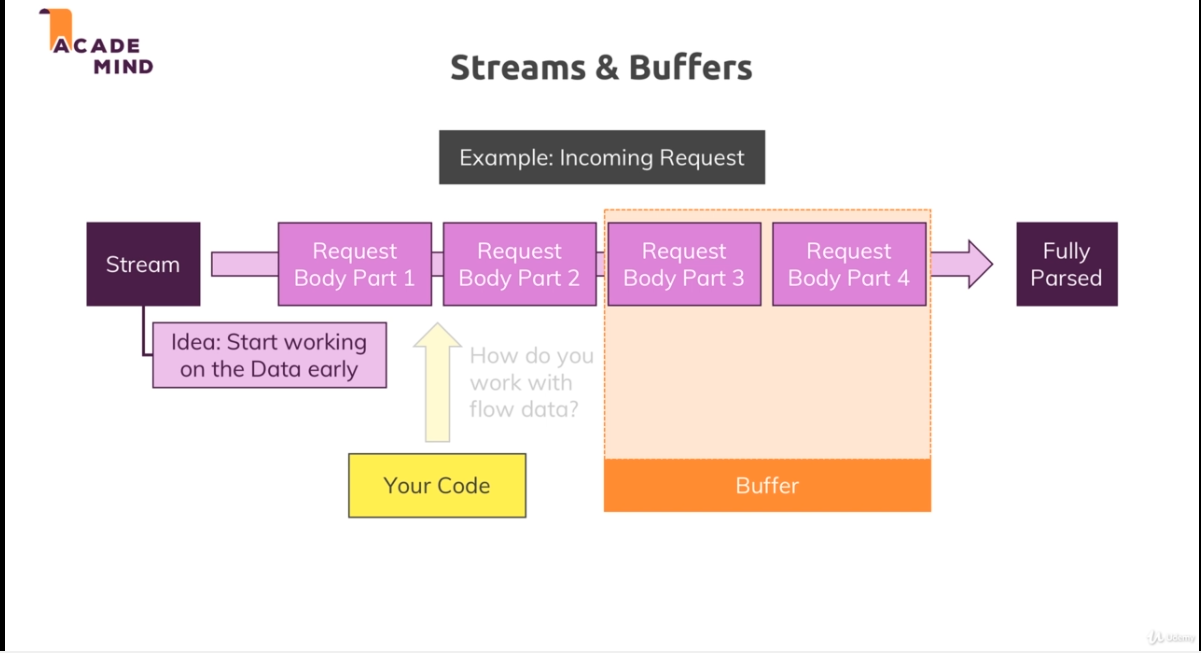 ACADE
MIND
Streams & Buffers
Example: Incoming Request
Stream
Request
Body Part 1
Request
Body Part 2
Request
Body Part 3
Request
Body Part 4
Fully
Parsed
Idea: Start working
on the Data early
How do you
work with
flow data?
Your Code
Buffer
Udemy